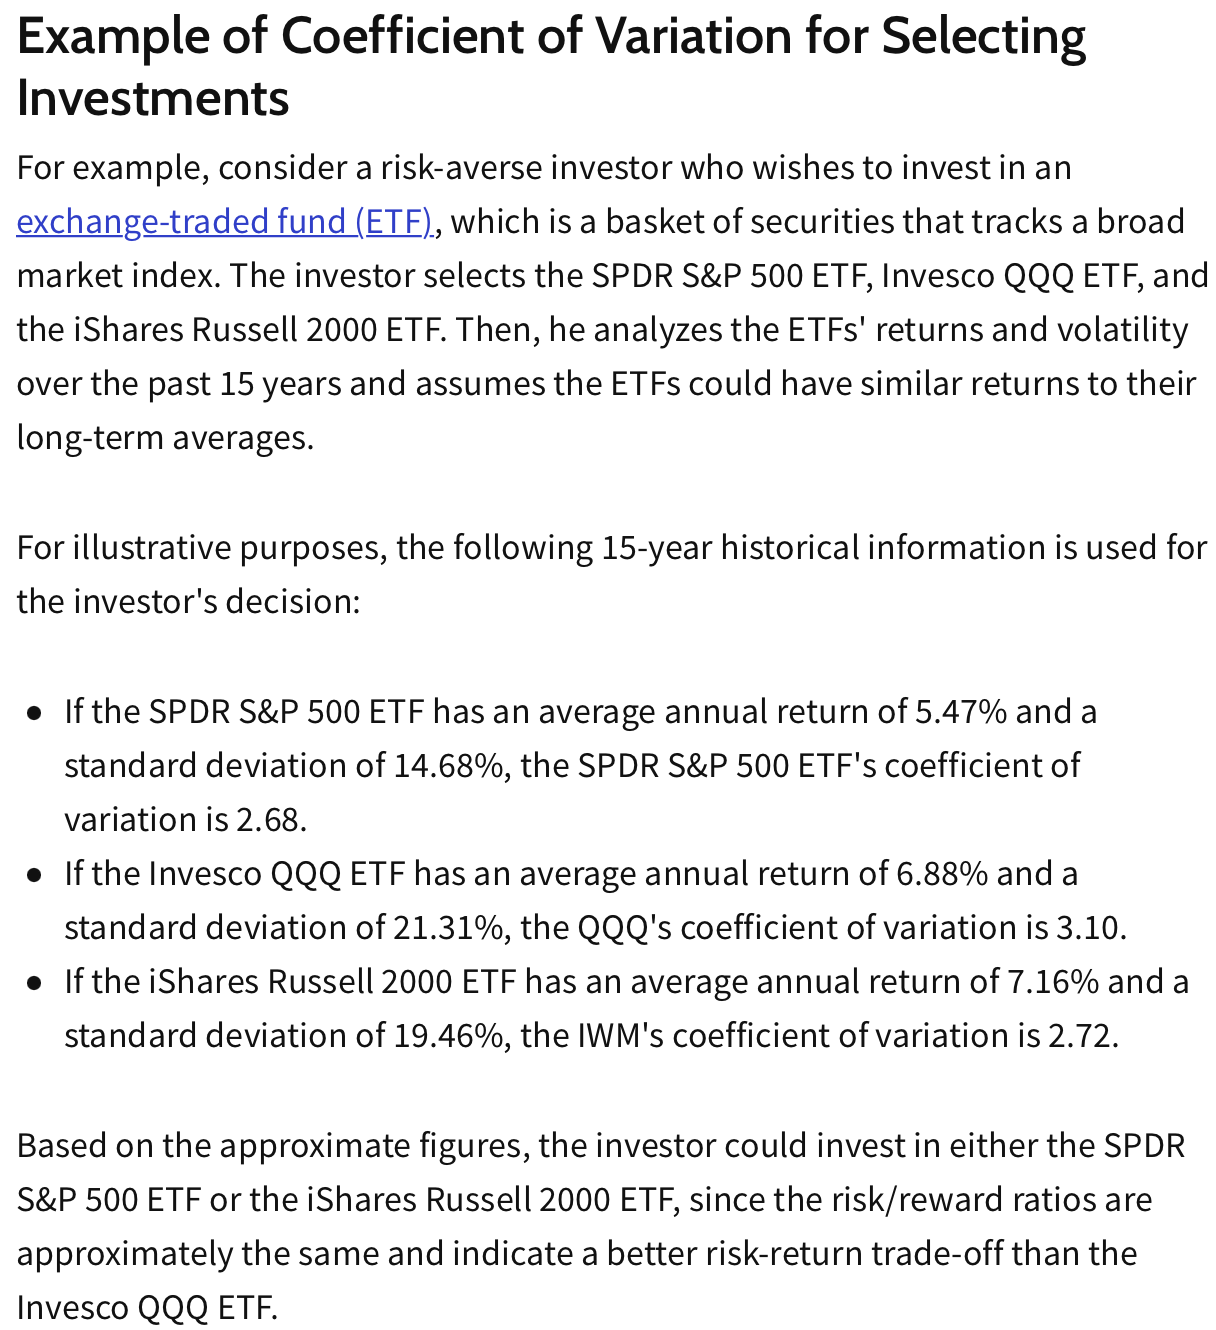 Example of Coefficient of Variation for Selecting
Investments
For example, consider a risk-averse investor who wishes to invest in an
exchange-traded fund (ETF), which is a basket of securities that tracks a broad
market index. The investor selects the SPDR S&P 500 ETF, Invesco QQQ ETF, and
the iShares Russell 2000 ETF. Then, he analyzes the ETFs' returns and volatility
over the past 15 years and assumes the ETFs could have similar returns to their
long-term averages.
For illustrative purposes, the following 15-year historical information is used for
the investor's decision:
● If the SPDR S&P 500 ETF has an average annual return of 5.47% and a
standard deviation of 14.68%, the SPDR S&P 500 ETF's coefficient of
variation is 2.68.
● If the Invesco QQQ ETF has an average annual return of 6.88% and a
standard deviation of 21.31%, the QQQ's coefficient of variation is 3.10.
● If the iShares Russell 2000 ETF has an average annual return of 7.16% and a
standard deviation of 19.46%, the IWM's coefficient of variation is 2.72.
Based on the approximate figures, the investor could invest in either the SPDR
S&P 500 ETF or the iShares Russell 2000 ETF, since the risk/reward ratios are
approximately the same and indicate a better risk-return trade-off than the
Invesco QQQ ETF.